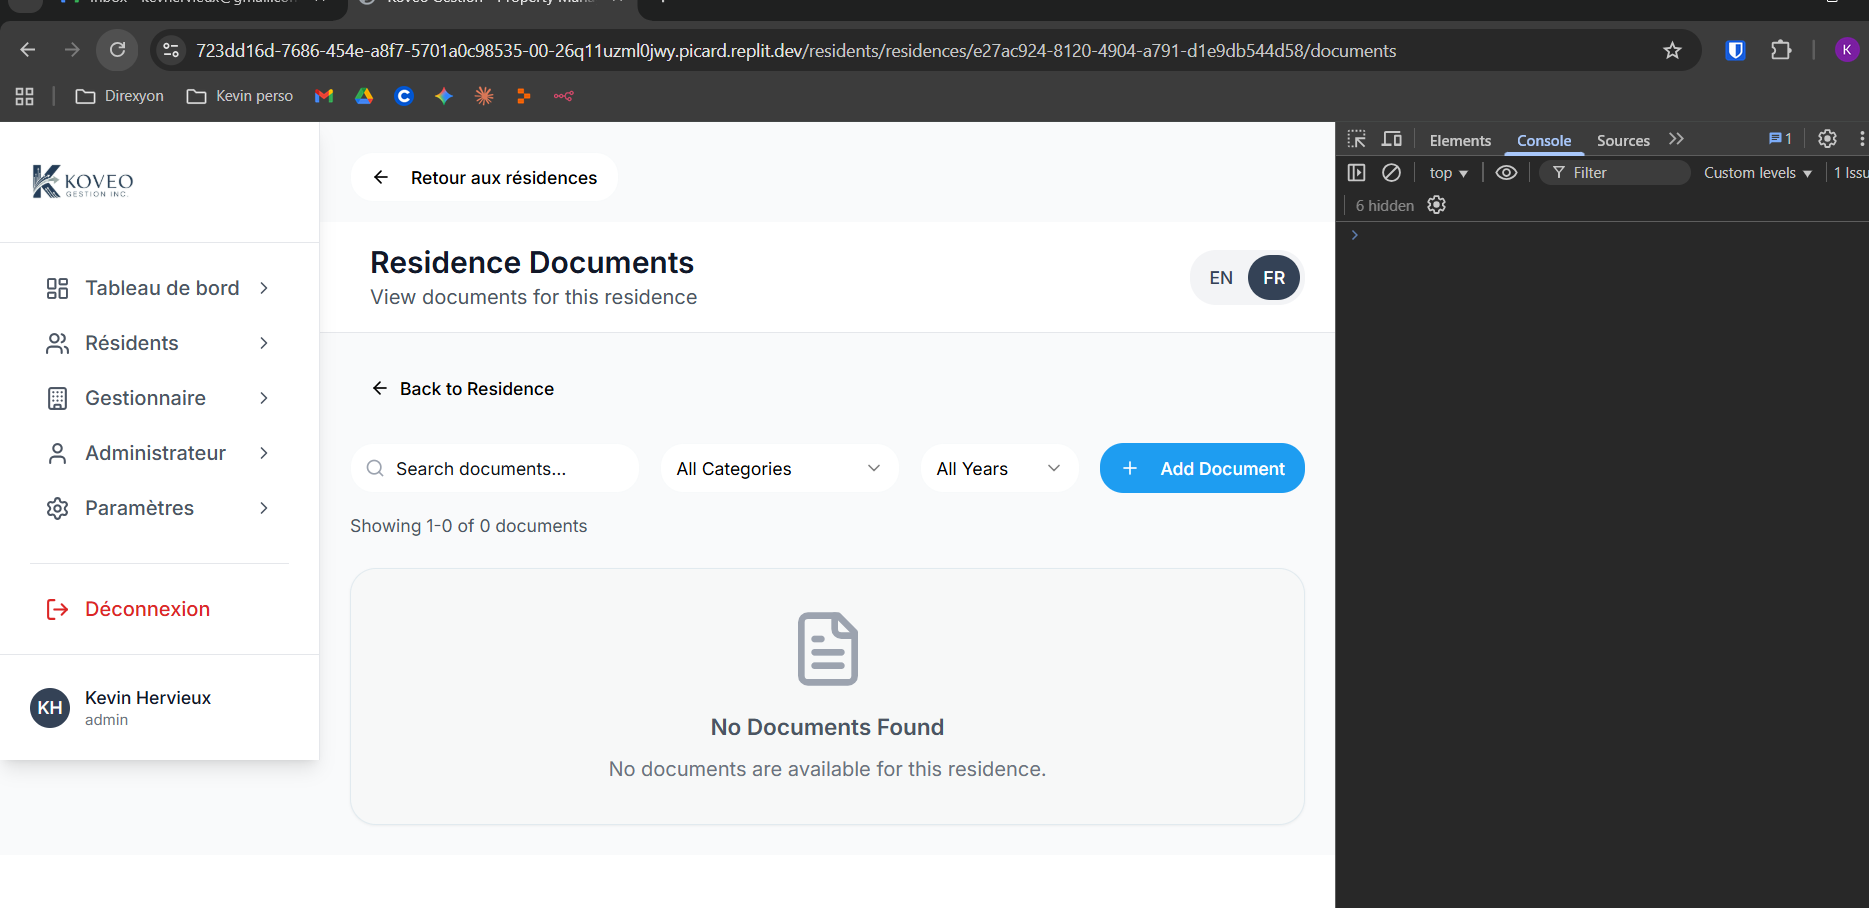 723dd16d-7686-454e-a8f7-5701a0c98535-00-26q11uzml0jwy.picard.replit.dev/residents/residences/e27ac924-8120-4904-a791-d1e9db544d58/documents
K
Direxyon
Kevin perso
KOVEO
GESTION INC.
Tableau de bord
Résidents
Gestionnaire
Administrateur
Paramètres
Déconnexion
KH
Kevin Hervieux
admin
Retour aux résidences
Residence Documents
View documents for this residence
EN FR
Back to Residence
Search documents...
All Categories
All Years
Add Document
Showing 1-0 of 0 documents
No Documents Found
No documents are available for this residence.
Elements Console Sources 1
top Filter Custom levels 1 Issu
6 hidden